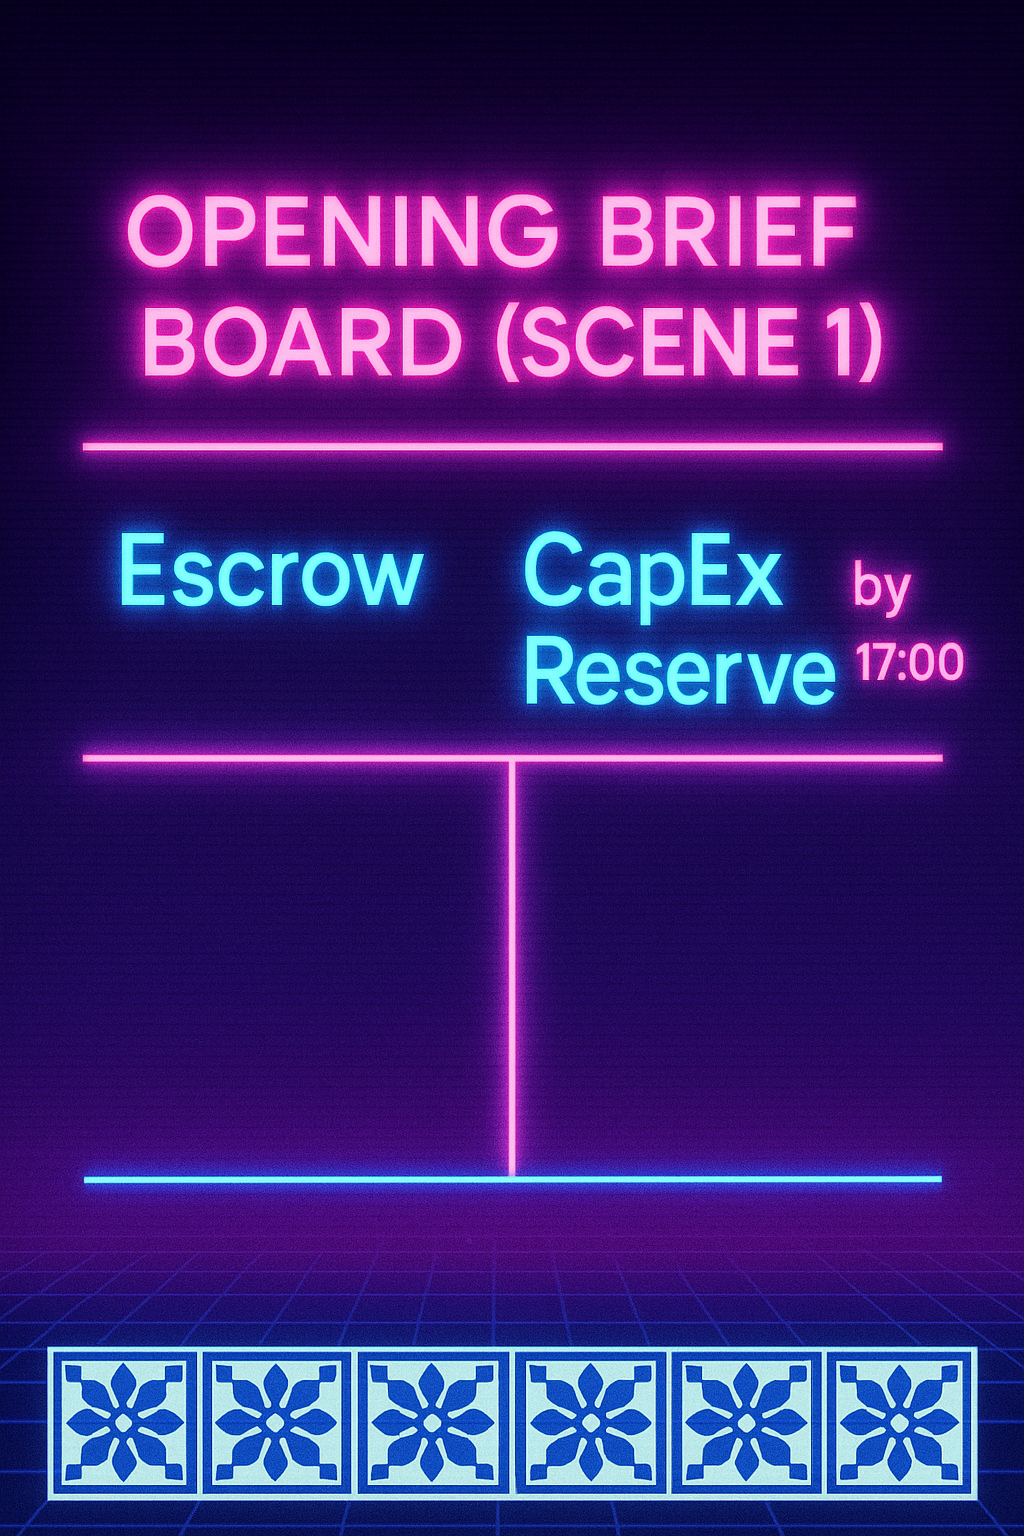 OPENING BRIEF
BOARD (SCENE 1)
Escrow
CapEx
Reserve
by
17:00